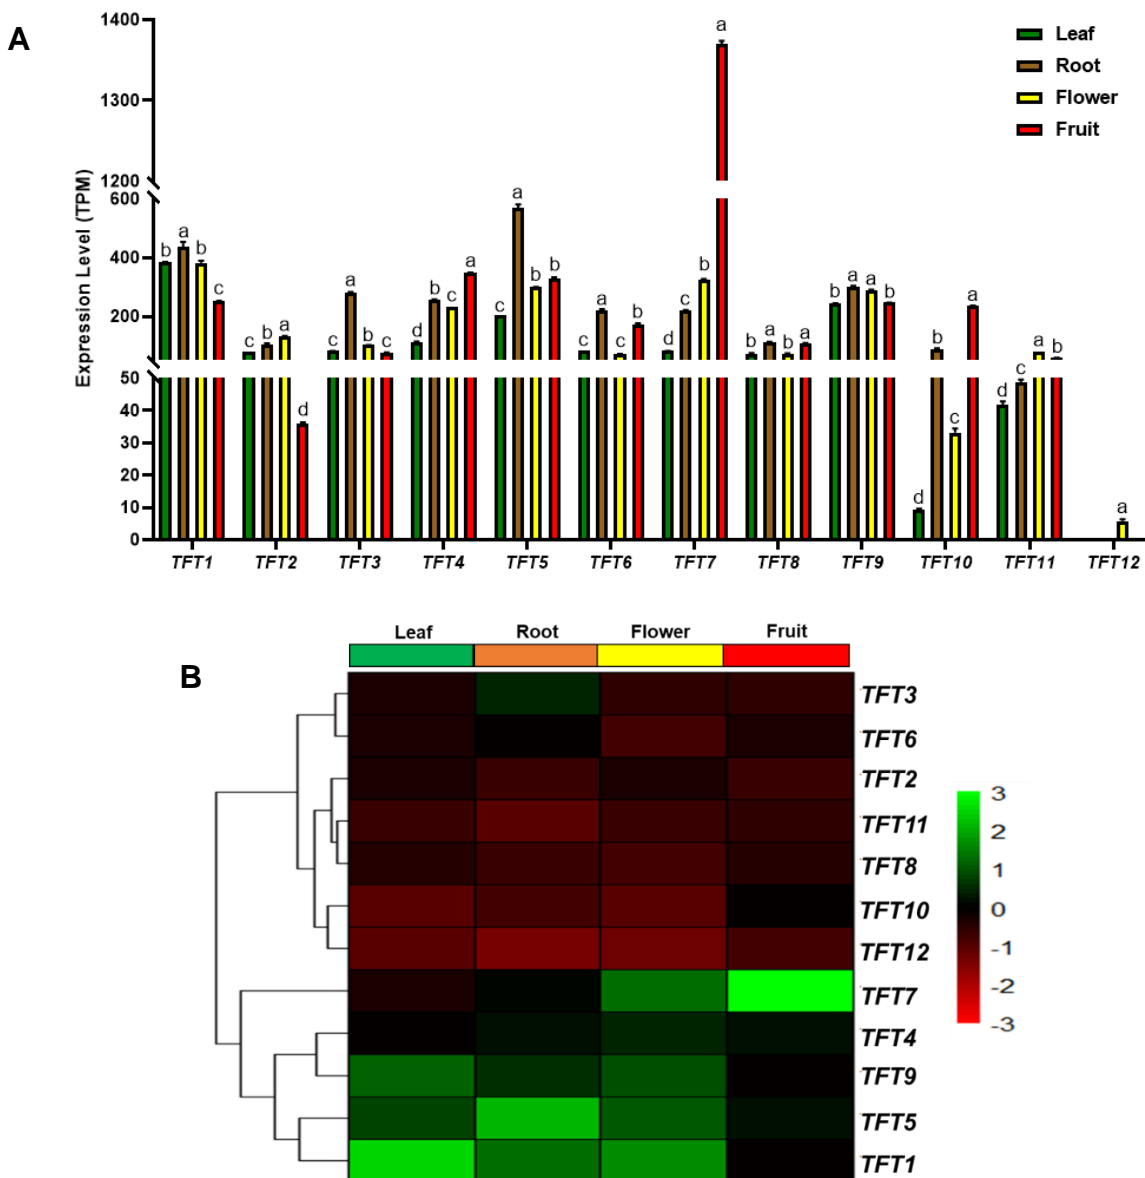 A
Expression Level (TPM)
1400
1300
1200
600
400
200
50
40
30
20
10
0
Leaf
Root
Flower
Fruit
b a b c
c b a d
c a b c
d b c a
c a b b
c a c b
d c b a
b a b a
b a a b
d b c a
d c a b
a
TFT1 TFT2 TFT3 TFT4 TFT5 TFT6 TFT7 TFT8 TFT9 TFT10 TFT11 TFT12
B
Leaf Root Flower Fruit
TFT3
TFT6
TFT2
TFT11
TFT8
TFT10
TFT12
TFT7
TFT4
TFT9
TFT5
TFT1
3
2
1
0
-1
-2
-3